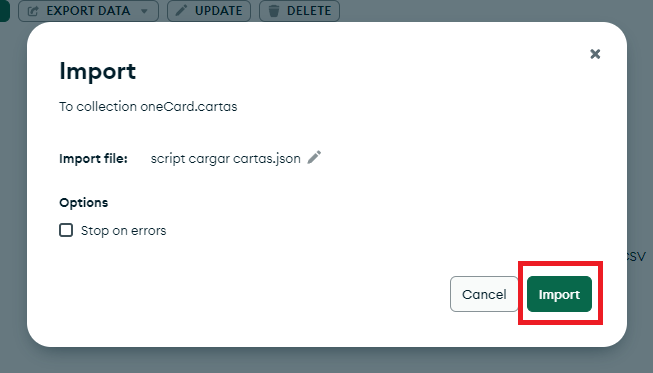 EXPORT DATA UPDATE DELETE
Import
To collection oneCard.cartas
Import file: script cargar cartas.json
Options
Stop on errors
CSV
Cancel Import